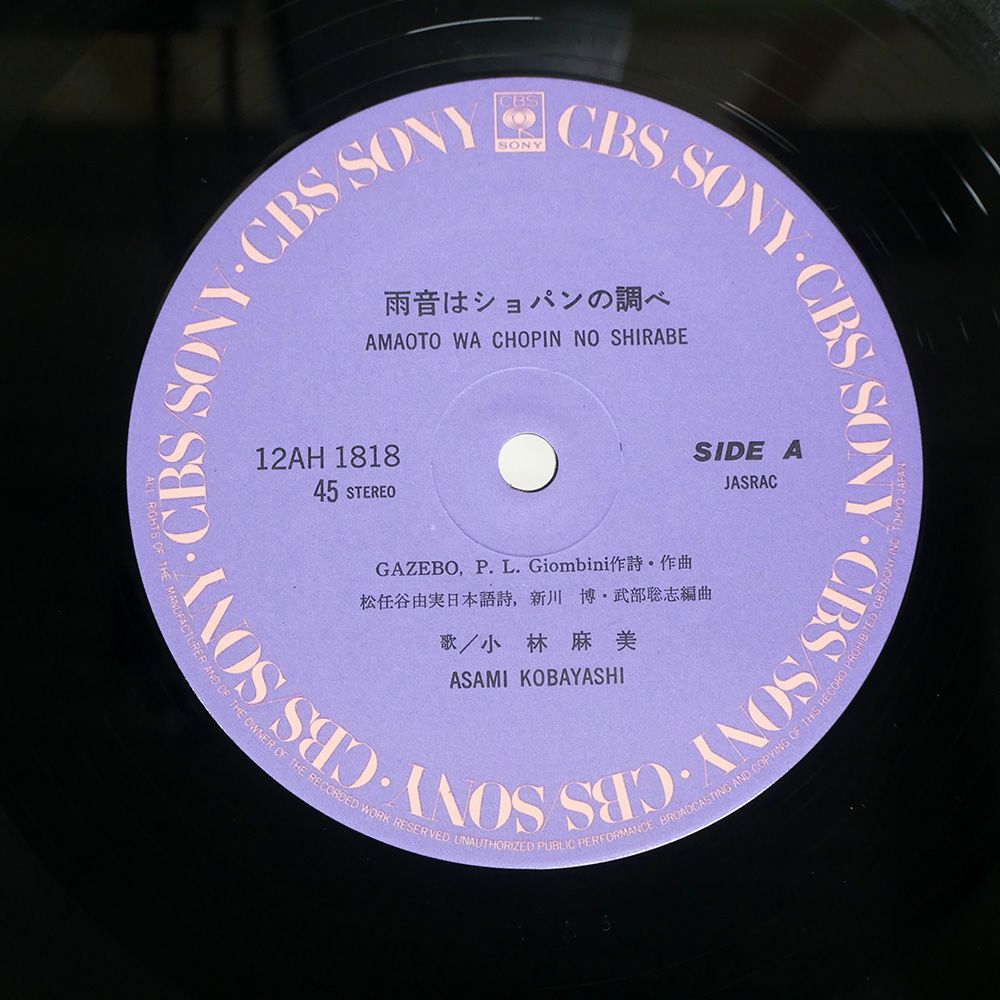 CBS
SONY
CBS/SONY · CBS/SONY · CBS/SONY · CBS/SONY · CBS/SONY · CBS/SONY · CBS/SONY · CBS/SONY
雨音はショパンの調べ
AMAOTO WA CHOPIN NO SHIRABE
12AH 1818
45 STEREO
SIDE A
JASRAC
GAZEBO, P. L. Giombini作詩・作曲
松任谷由実日本語詩, 新川 博・武部聡志編曲
歌／小林麻美
ASAMI KOBAYASHI
ALL RIGHTS OF THE MANUFACTURER AND OF THE OWNER OF THE RECORDED WORK RESERVED. UNAUTHORIZED PUBLIC PERFORMANCE, BROADCASTING AND COPYING OF THIS RECORD PROHIBITED CBS/SONY INC. TOKYO JAPAN